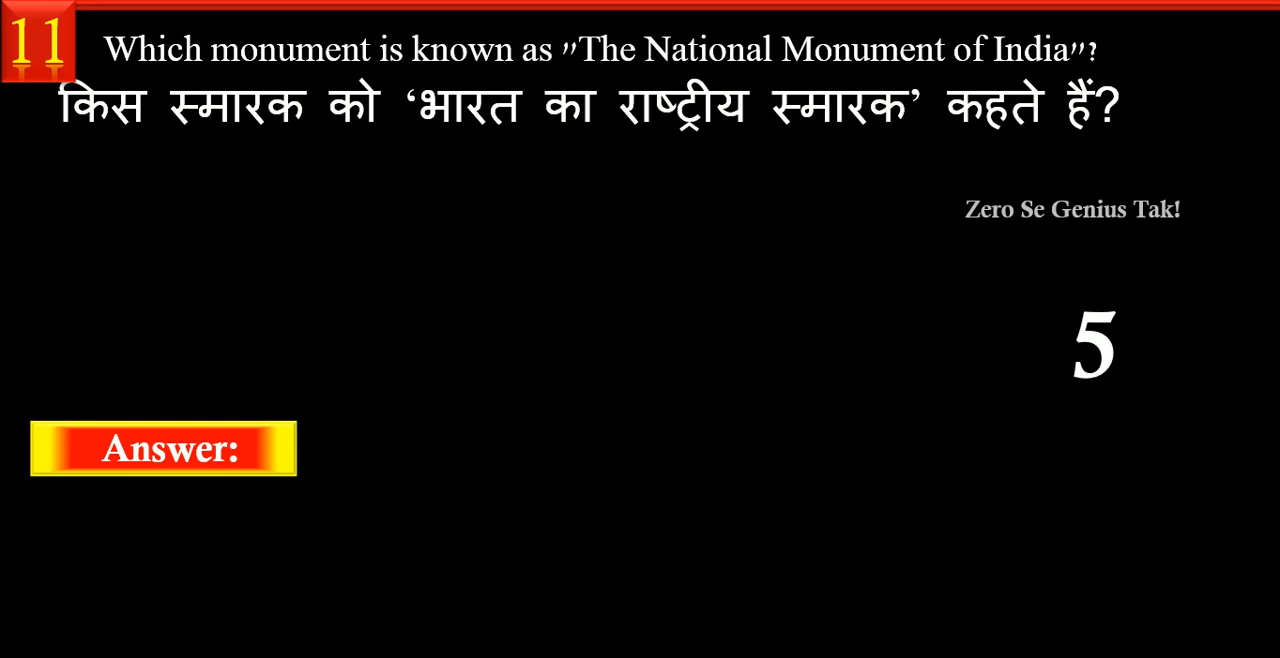 11
Which monument is known as "The National Monument of India"?
किस स्मारक को ‘भारत का राष्ट्रीय स्मारक’ कहते हैं?
Zero Se Genius Tak!
5
Answer: